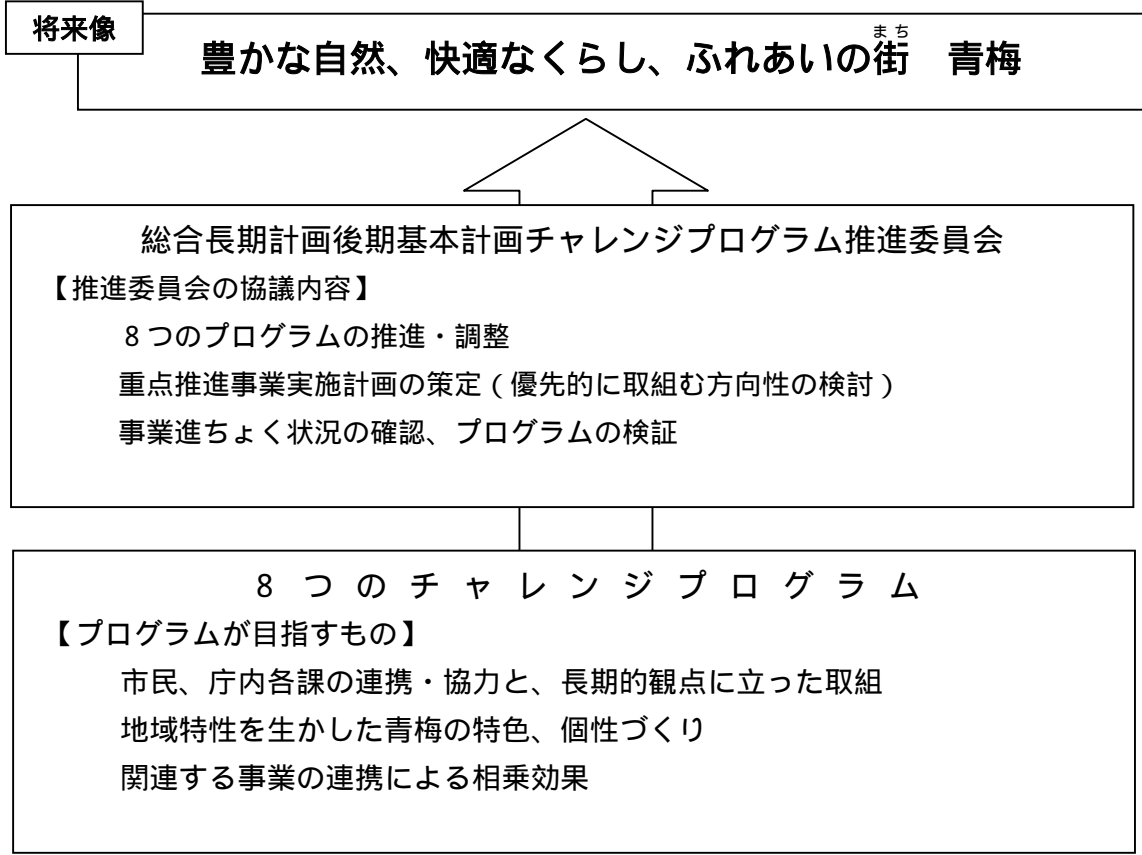 将来像
まち
豊かな自然、快適なくらし、ふれあいの街　青梅
総合長期計画後期基本計画チャレンジプログラム推進委員会
【推進委員会の協議内容】
８つのプログラムの推進・調整
重点推進事業実施計画の策定（優先的に取組む方向性の検討）
事業進ちょく状況の確認、プログラムの検証
８つのチャレンジプログラム
【プログラムが目指すもの】
市民、庁内各課の連携・協力と、長期的観点に立った取組
地域特性を生かした青梅の特色、個性づくり
関連する事業の連携による相乗効果